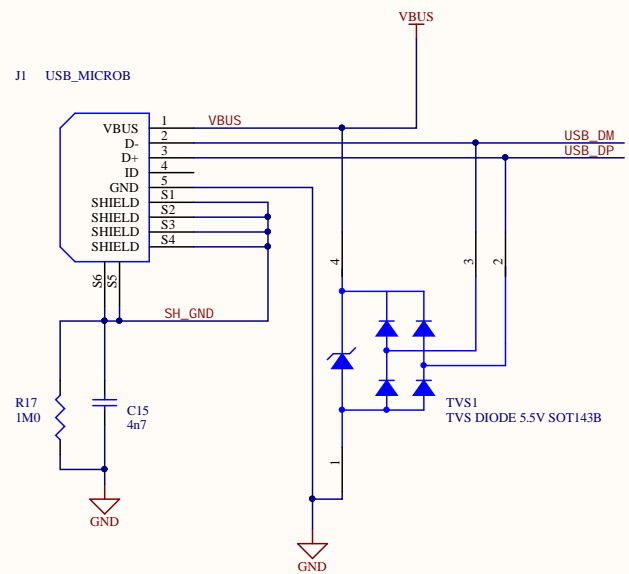 VBUS
J1 USB_MICROB
VBUS 1 VBUS
D- 2 USB_DM
D+ 3 USB_DP
ID 4
GND 5
SHIELD S1
SHIELD S2
SHIELD S3
SHIELD S4
S6 S5
4 3 2
SH_GND
R17
1M0
C15
4n7
TVS1
TVS DIODE 5.5V SOT143B
1
GND
GND